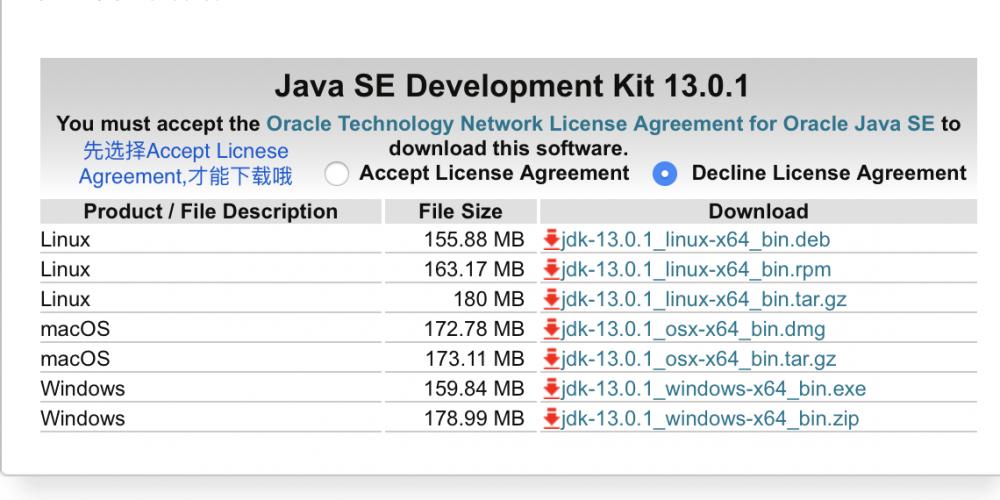 Java SE Development Kit 13.0.1
You must accept the Oracle Technology Network License Agreement for Oracle Java SE to
download this software.
先选择Accept Licnese
Agreement,才能下载哦
Accept License Agreement Decline License Agreement
Product / File Description File Size Download
Linux 155.88 MB jdk-13.0.1_linux-x64_bin.deb
Linux 163.17 MB jdk-13.0.1_linux-x64_bin.rpm
Linux 180 MB jdk-13.0.1_linux-x64_bin.tar.gz
macOS 172.78 MB jdk-13.0.1_osx-x64_bin.dmg
macOS 173.11 MB jdk-13.0.1_osx-x64_bin.tar.gz
Windows 159.84 MB jdk-13.0.1_windows-x64_bin.exe
Windows 178.99 MB jdk-13.0.1_windows-x64_bin.zip